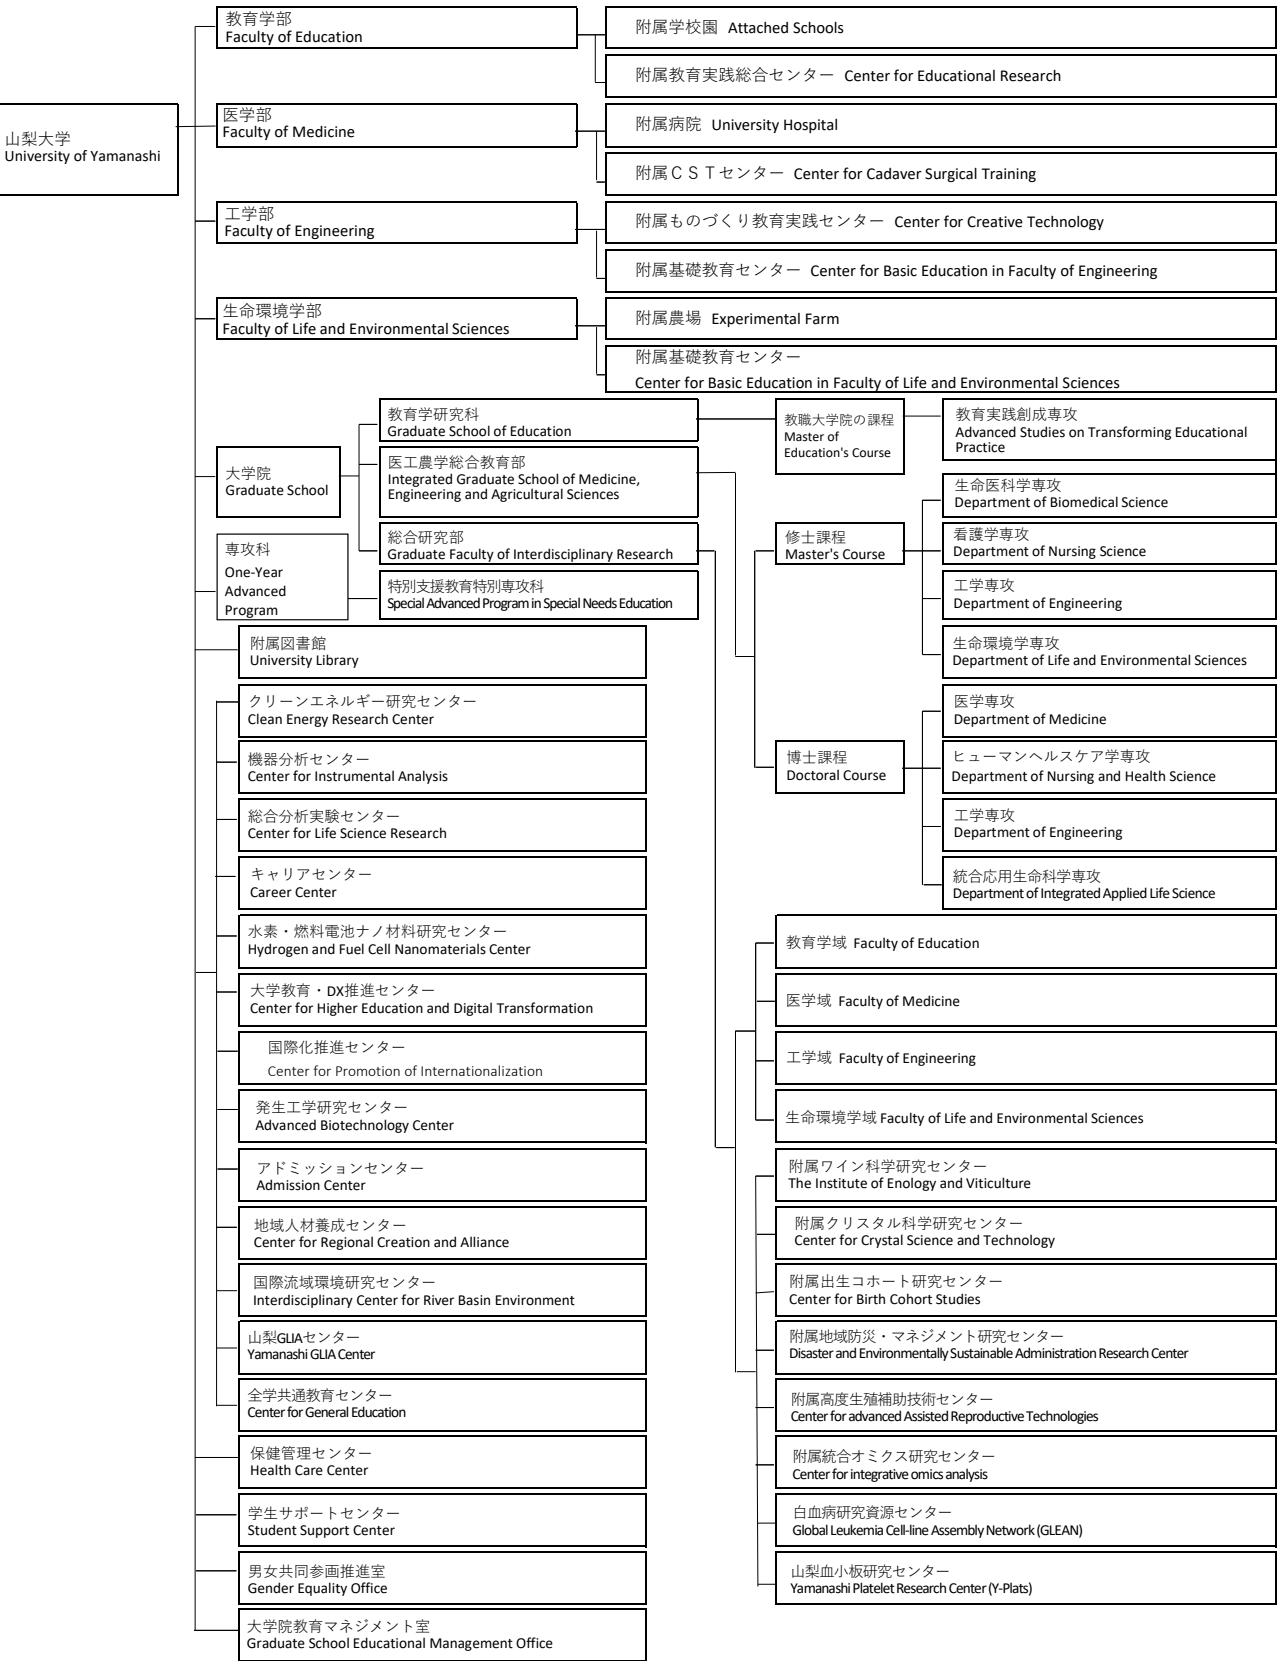 山梨大学
University of Yamanashi
教育学部
Faculty of Education
附属学校園 Attached Schools
附属教育実践総合センター Center for Educational Research
医学部
Faculty of Medicine
附属病院 University Hospital
附属CSTセンター Center for Cadaver Surgical Training
工学部
Faculty of Engineering
附属ものづくり教育実践センター Center for Creative Technology
附属基礎教育センター Center for Basic Education in Faculty of Engineering
生命環境学部
Faculty of Life and Environmental Sciences
附属農場 Experimental Farm
附属基礎教育センター
Center for Basic Education in Faculty of Life and Environmental Sciences
大学院
Graduate School
教育学研究科
Graduate School of Education
医工農学総合教育部
Integrated Graduate School of Medicine,
Engineering and Agricultural Sciences
総合研究部
Graduate Faculty of Interdisciplinary Research
専攻科
One-Year
Advanced
Program
特別支援教育特別専攻科
Special Advanced Program in Special Needs Education
教職大学院の課程
Master of
Education's Course
教育実践創成専攻
Advanced Studies on Transforming Educational
Practice
修士課程
Master's Course
生命医科学専攻
Department of Biomedical Science
看護学専攻
Department of Nursing Science
工学専攻
Department of Engineering
生命環境学専攻
Department of Life and Environmental Sciences
博士課程
Doctoral Course
医学専攻
Department of Medicine
ヒューマンヘルスケア学専攻
Department of Nursing and Health Science
工学専攻
Department of Engineering
統合応用生命科学専攻
Department of Integrated Applied Life Science
附属図書館
University Library
クリーンエネルギー研究センター
Clean Energy Research Center
機器分析センター
Center for Instrumental Analysis
総合分析実験センター
Center for Life Science Research
キャリアセンター
Career Center
水素・燃料電池ナノ材料研究センター
Hydrogen and Fuel Cell Nanomaterials Center
大学教育・DX推進センター
Center for Higher Education and Digital Transformation
国際化推進センター
Center for Promotion of Internationalization
発生工学研究センター
Advanced Biotechnology Center
アドミッションセンター
Admission Center
地域人材養成センター
Center for Regional Creation and Alliance
国際流域環境研究センター
Interdisciplinary Center for River Basin Environment
山梨GLIAセンター
Yamanashi GLIA Center
全学共通教育センター
Center for General Education
保健管理センター
Health Care Center
学生サポートセンター
Student Support Center
男女共同参画推進室
Gender Equality Office
大学院教育マネジメント室
Graduate School Educational Management Office
教育学域 Faculty of Education
医学域 Faculty of Medicine
工学域 Faculty of Engineering
生命環境学域 Faculty of Life and Environmental Sciences
附属ワイン科学研究センター
The Institute of Enology and Viticulture
附属クリスタル科学研究センター
Center for Crystal Science and Technology
附属出生コホート研究センター
Center for Birth Cohort Studies
附属地域防災・マネジメント研究センター
Disaster and Environmentally Sustainable Administration Research Center
附属高度生殖補助技術センター
Center for advanced Assisted Reproductive Technologies
附属統合オミクス研究センター
Center for integrative omics analysis
白血病研究資源センター
Global Leukemia Cell-line Assembly Network (GLEAN)
山梨血小板研究センター
Yamanashi Platelet Research Center (Y-Plats)